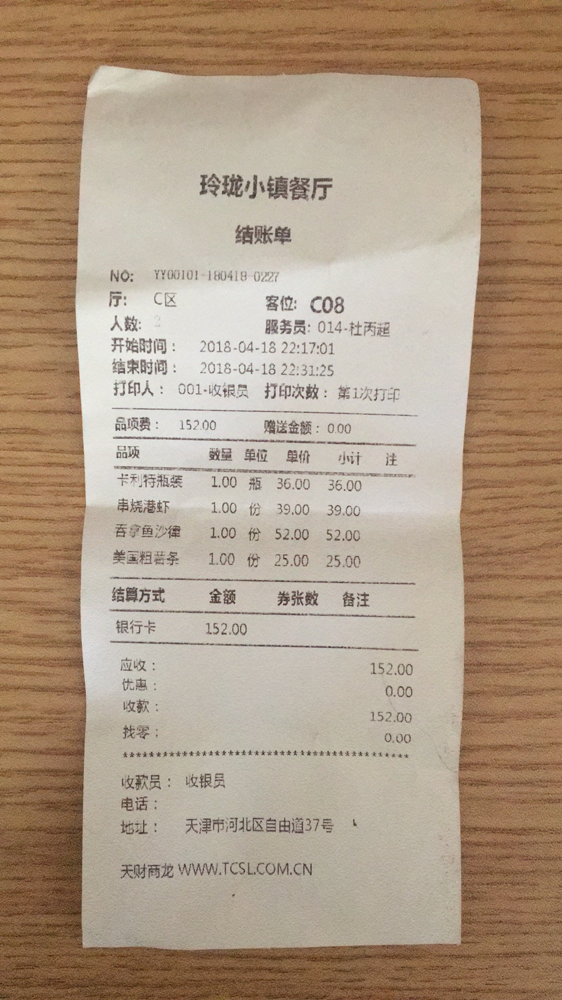 玲珑小镇餐厅
结账单
NO: YY00101-180418-0227
厅: C区 客位: C08
人数: 2 服务员: 014-杜丙超
开始时间： 2018-04-18 22:17:01
结束时间： 2018-04-18 22:31:25
打印人： 001-收银员 打印次数： 第1次打印
品项费： 152.00 赠送金额： 0.00
品项 数量 单位 单价 小计 注
卡利特瓶装 1.00 瓶 36.00 36.00
串烧港虾 1.00 份 39.00 39.00
吞拿鱼沙律 1.00 份 52.00 52.00
美国粗薯条 1.00 份 25.00 25.00
结算方式 金额 券张数 备注
银行卡 152.00
应收： 152.00
优惠： 0.00
收款： 152.00
找零： 0.00
*******************************************
收款员： 收银员
电话：
地址： 天津市河北区自由道37号
天财商龙 WWW.TCSL.COM.CN